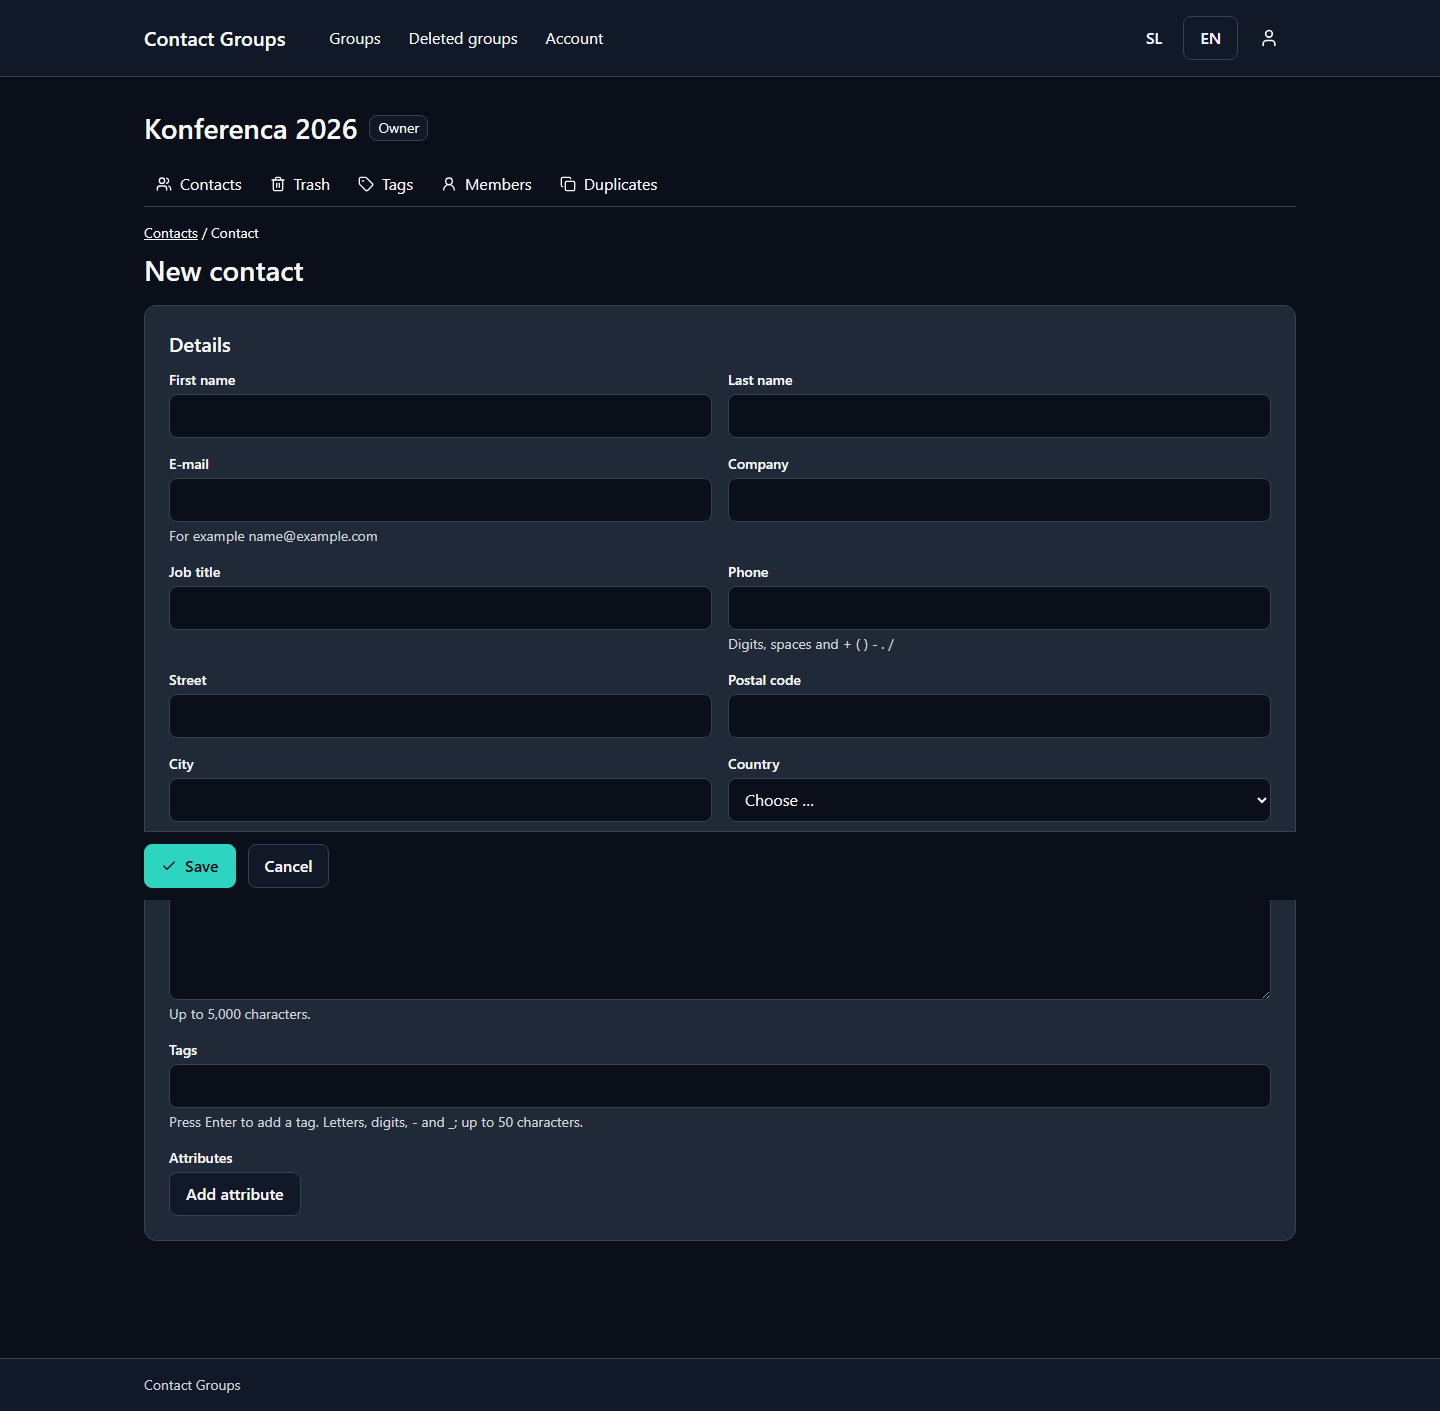 Contact Groups Groups Deleted groups Account SL EN
Konferenca 2026 Owner
Contacts Trash Tags Members Duplicates
Contacts / Contact
New contact
Details
First name Last name
E-mail Company
For example name@example.com
Job title Phone
Digits, spaces and + ( ) - . /
Street Postal code
City Country
Choose ...
Save Cancel
Up to 5,000 characters.
Tags
Press Enter to add a tag. Letters, digits, - and _; up to 50 characters.
Attributes
Add attribute
Contact Groups